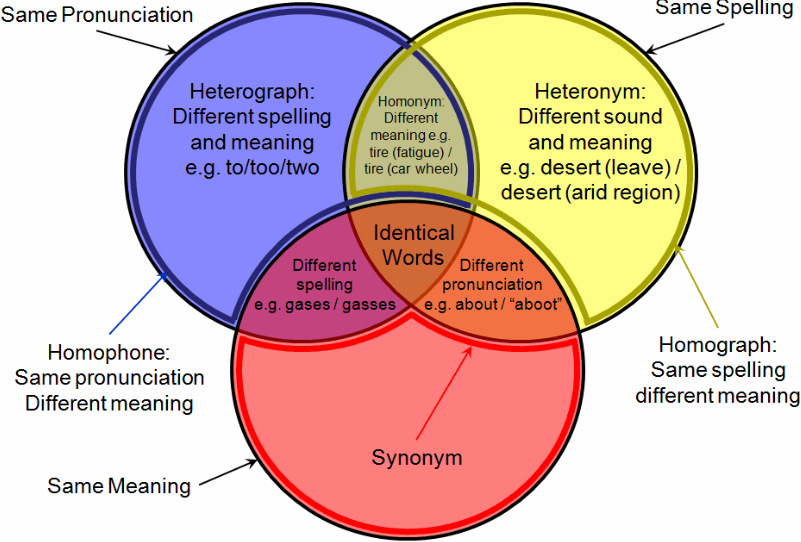 Same Pronunciation
Same Spelling
Heterograph:
Different spelling
and meaning
e.g. to/too/two
Homonym:
Different
meaning e.g.
tire (fatigue) /
tire (car wheel)
Heteronym:
Different sound
and meaning
e.g. desert (leave) /
desert (arid region)
Identical
Words
Different
spelling
e.g. gases / gasses
Different
pronunciation
e.g. about / “aboot”
Homophone:
Same pronunciation
Different meaning
Homograph:
Same spelling
different meaning
Synonym
Same Meaning